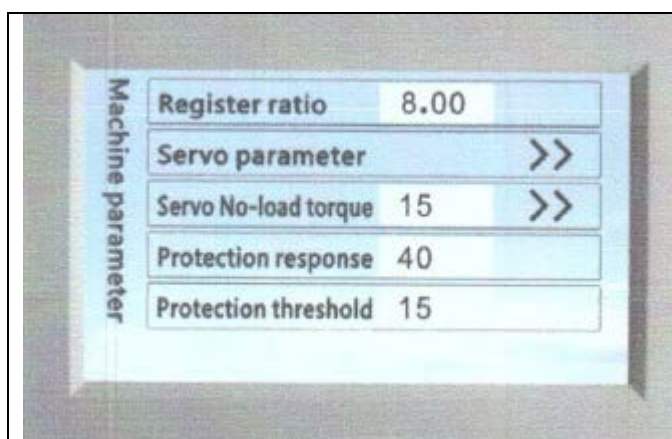 Machine parameter
Register ratio 8.00
Servo parameter >>
Servo No-load torque 15 >>
Protection response 40
Protection threshold 15